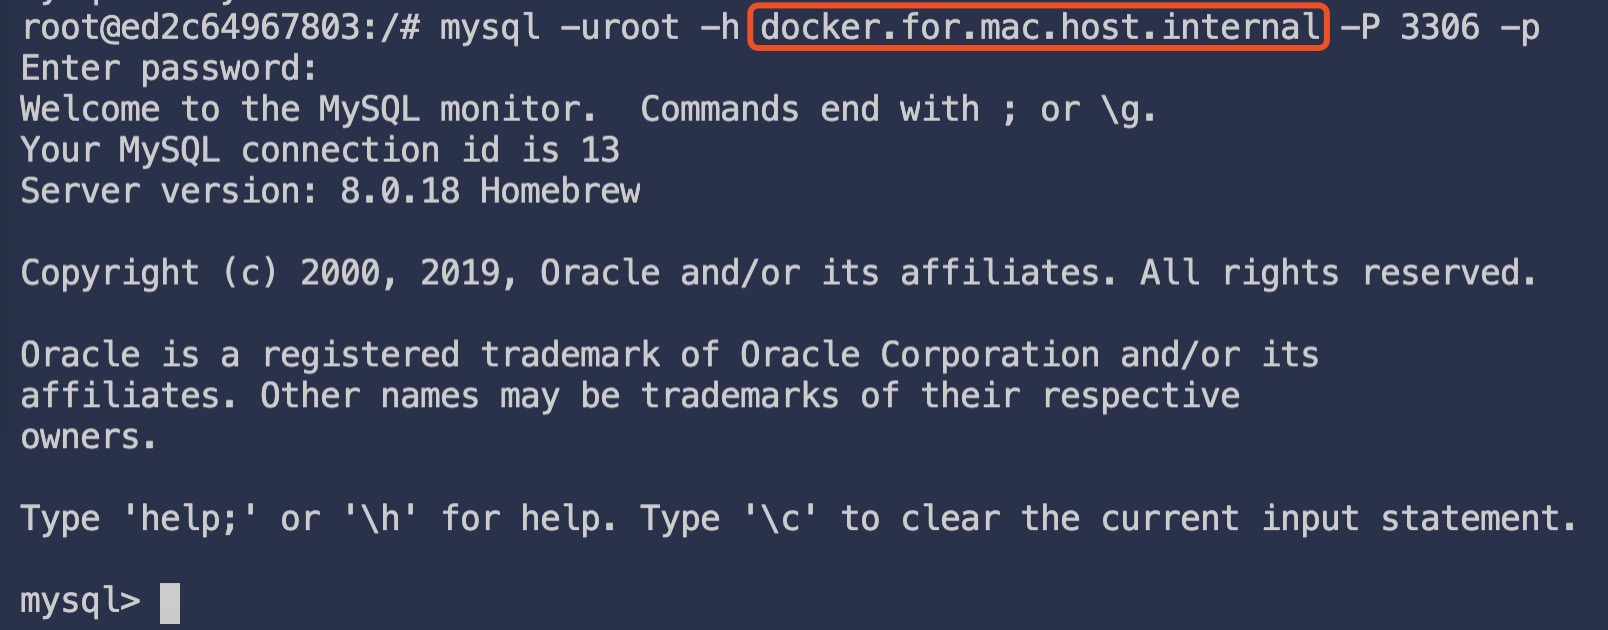 root@ed2c64967803:/# mysql -uroot -h docker.for.mac.host.internal -P 3306 -p
Enter password:
Welcome to the MySQL monitor.  Commands end with ; or \g.
Your MySQL connection id is 13
Server version: 8.0.18 Homebrew
Copyright (c) 2000, 2019, Oracle and/or its affiliates. All rights reserved.
Oracle is a registered trademark of Oracle Corporation and/or its
affiliates. Other names may be trademarks of their respective
owners.
Type 'help;' or '\h' for help. Type '\c' to clear the current input statement.
mysql>